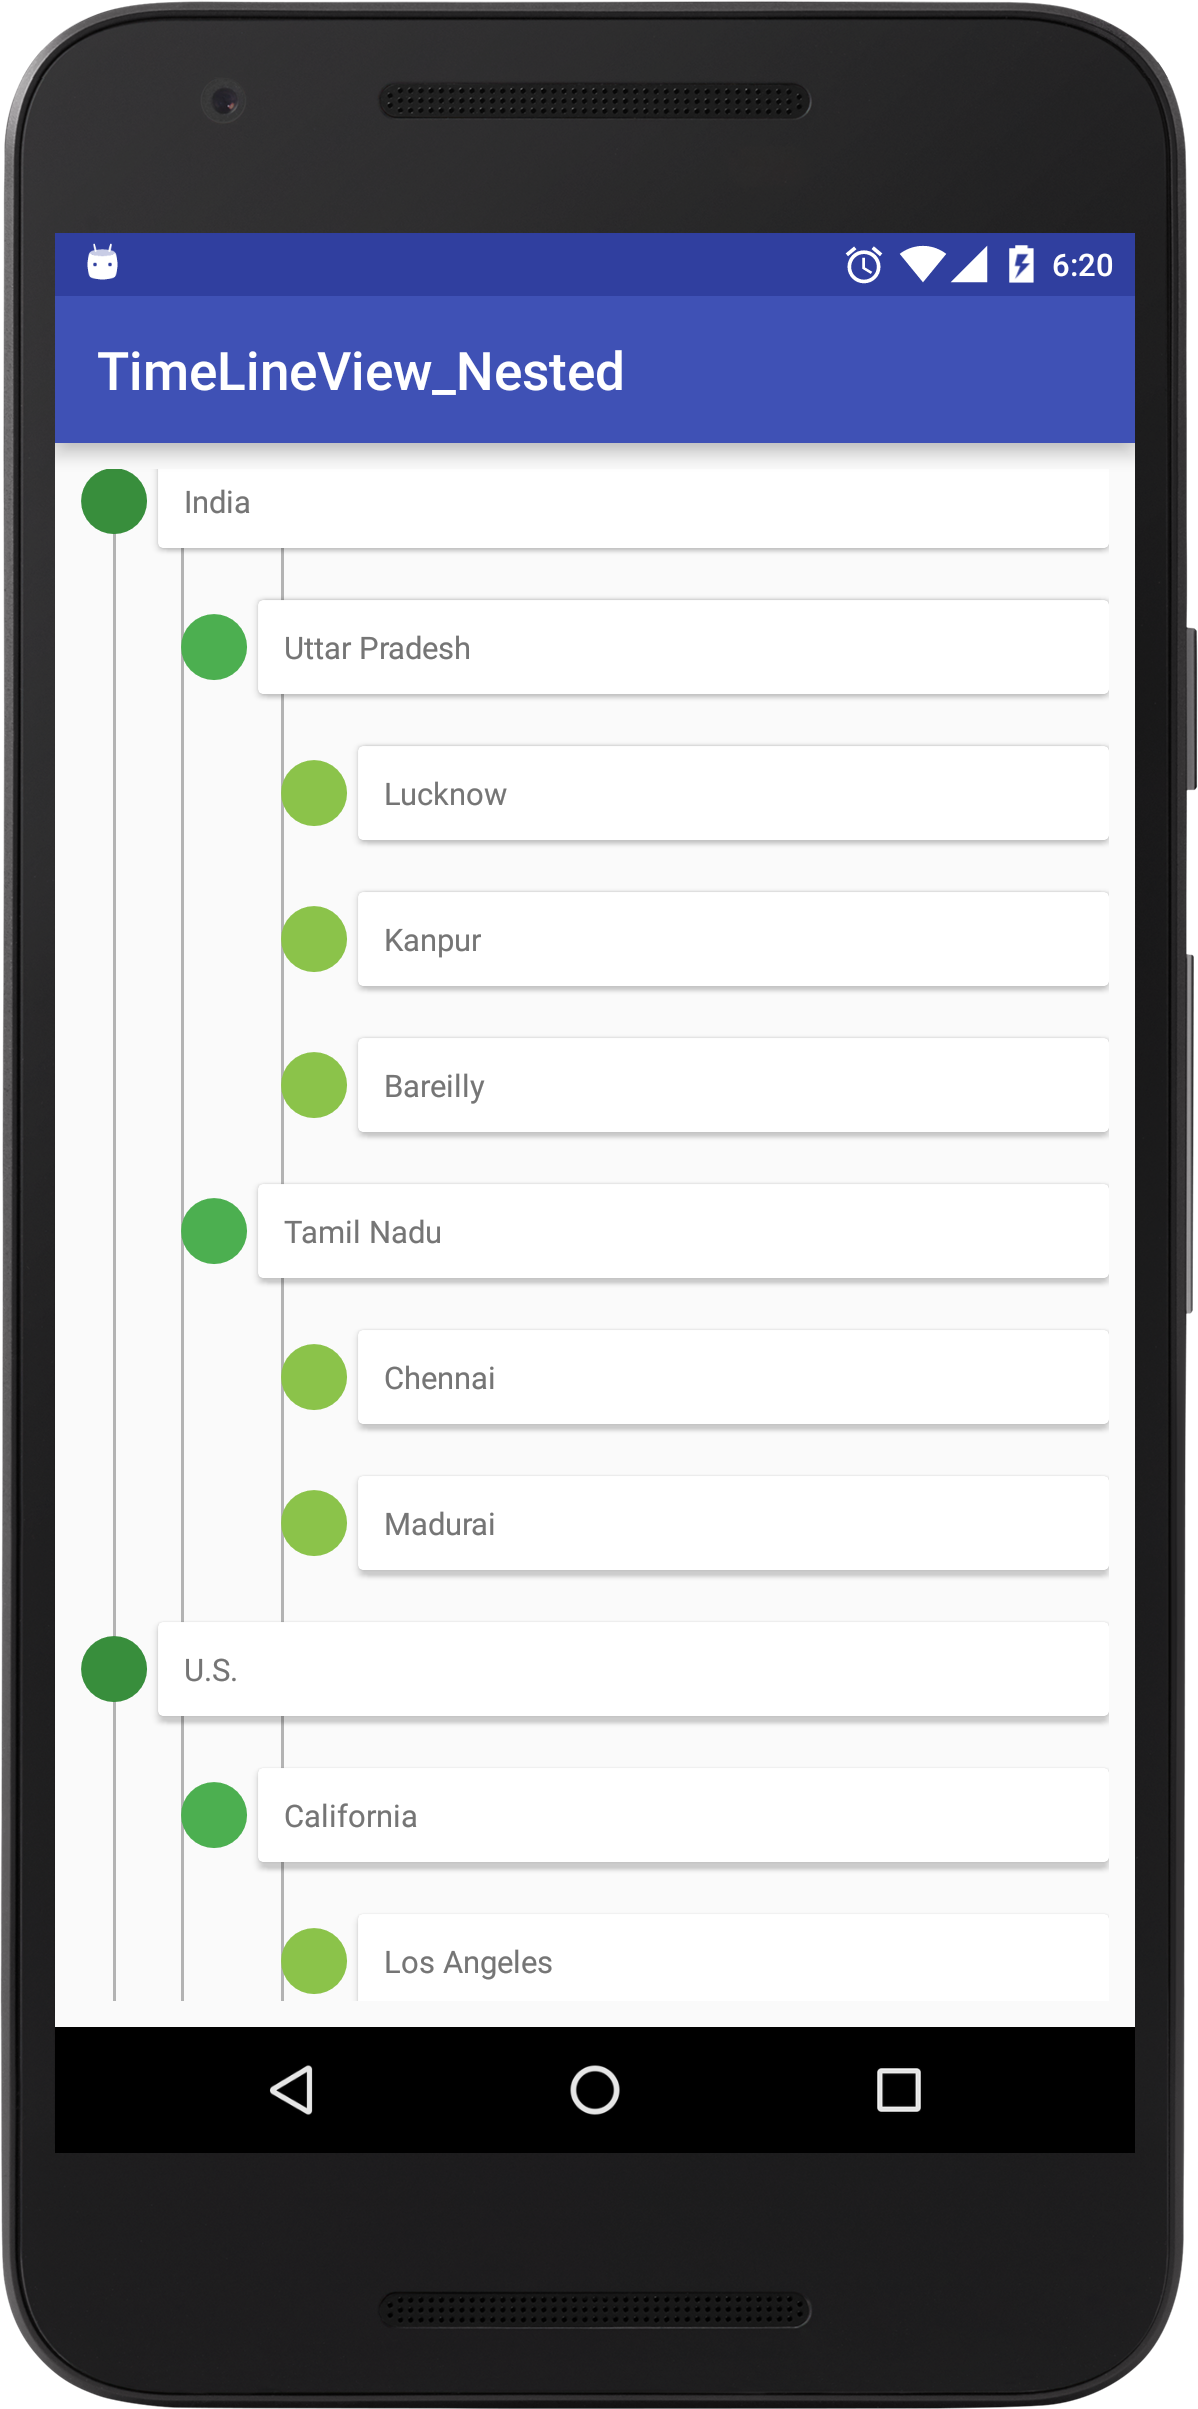 6:20
TimeLineView_Nested
India
Uttar Pradesh
Lucknow
Kanpur
Bareilly
Tamil Nadu
Chennai
Madurai
U.S.
California
Los Angeles